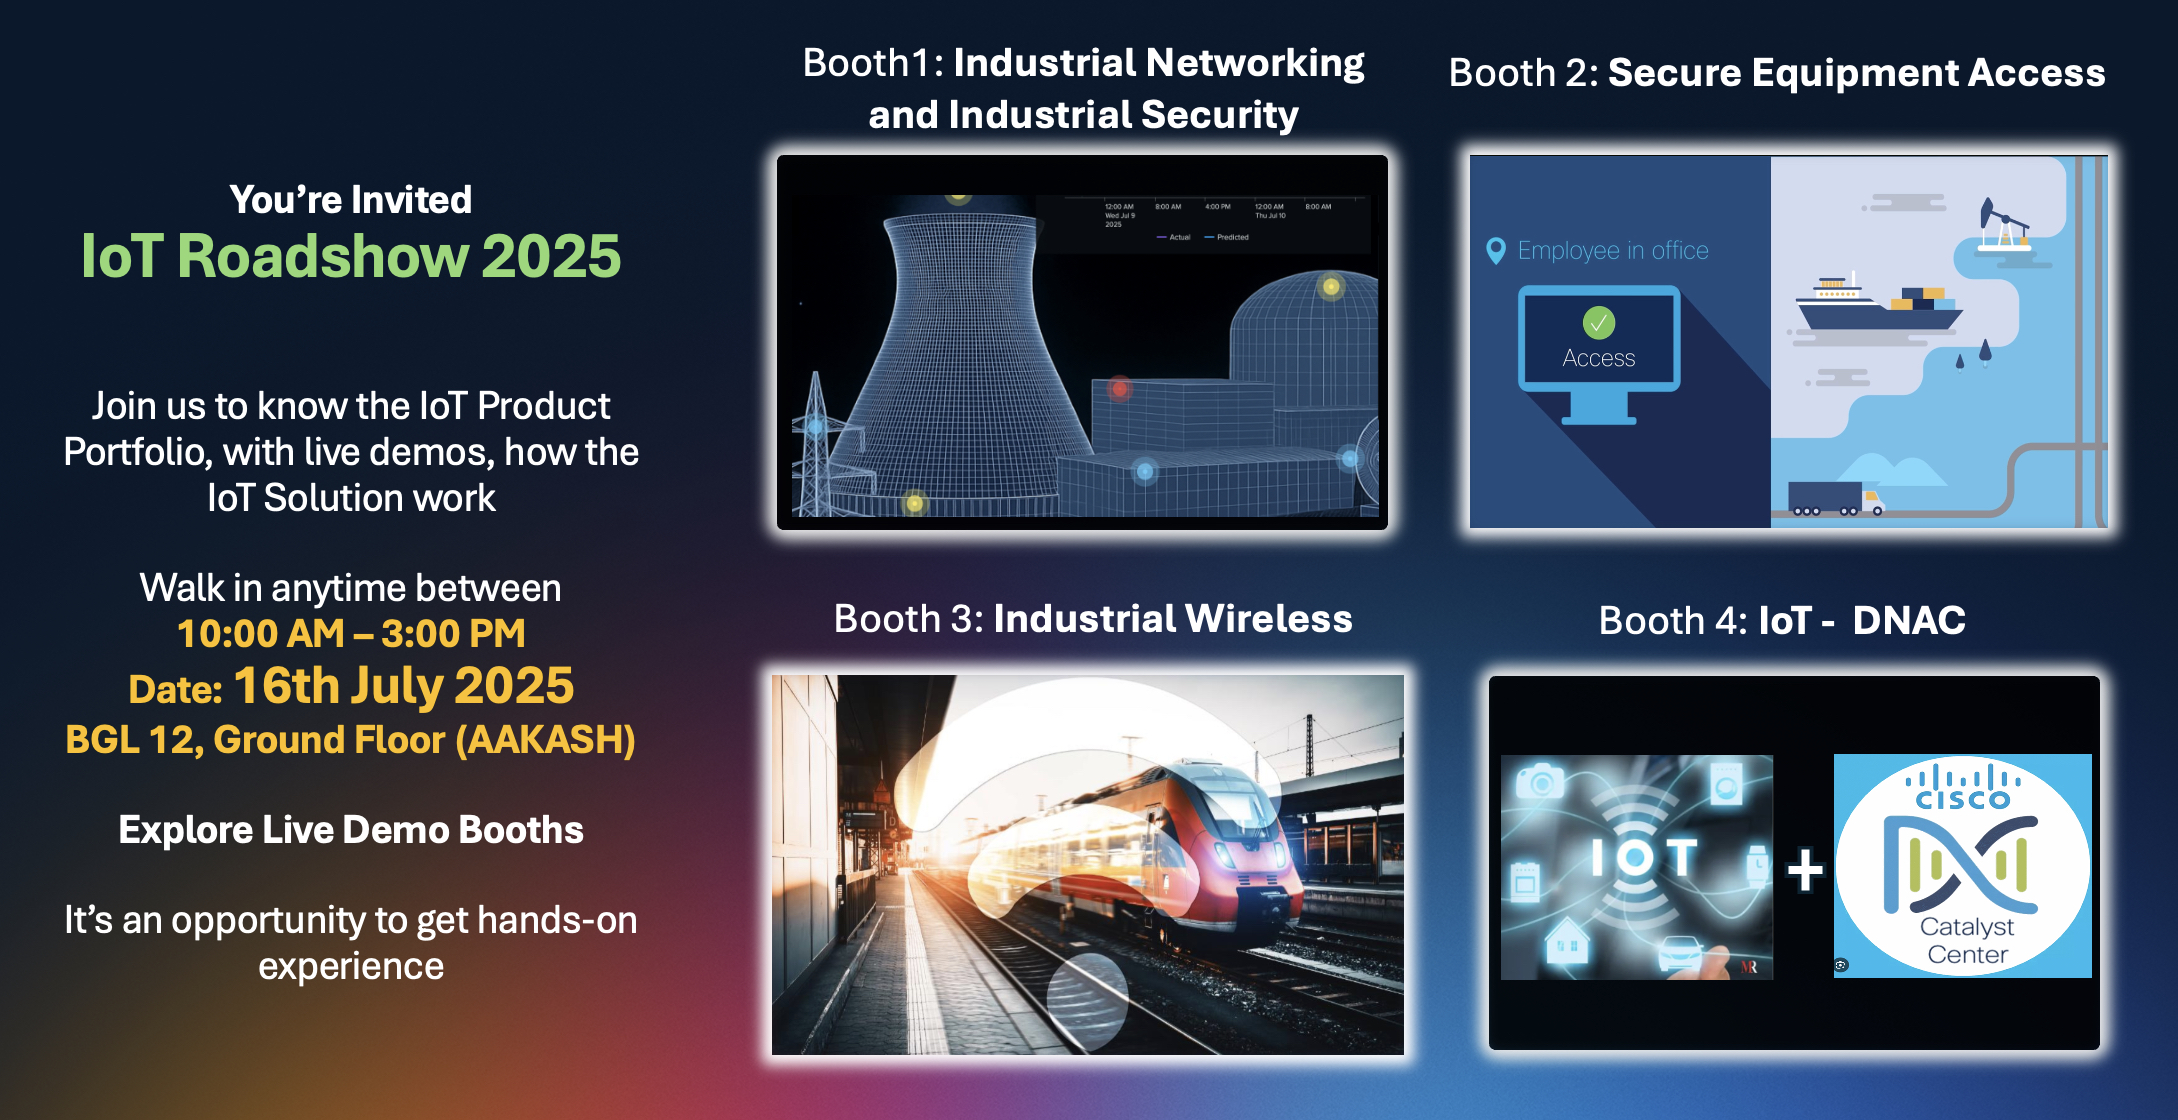 You're Invited
IoT Roadshow 2025
Join us to know the IoT Product
Portfolio, with live demos, how the
IoT Solution work
Walk in anytime between
10:00 AM – 3:00 PM
Date: 16th July 2025
BGL 12, Ground Floor (AAKASH)
Explore Live Demo Booths
It's an opportunity to get hands-on
experience
Booth1: Industrial Networking
and Industrial Security
12:00 AM 8:00 AM 4:00 PM 12:00 AM 8:00 AM
Wed Jul 9 Thu Jul 10
2025
Actual Predicted
Booth 2: Secure Equipment Access
Employee in office
Access
Booth 3: Industrial Wireless
Booth 4: IoT - DNAC
IOT
MR
+
CISCO
Catalyst
Center